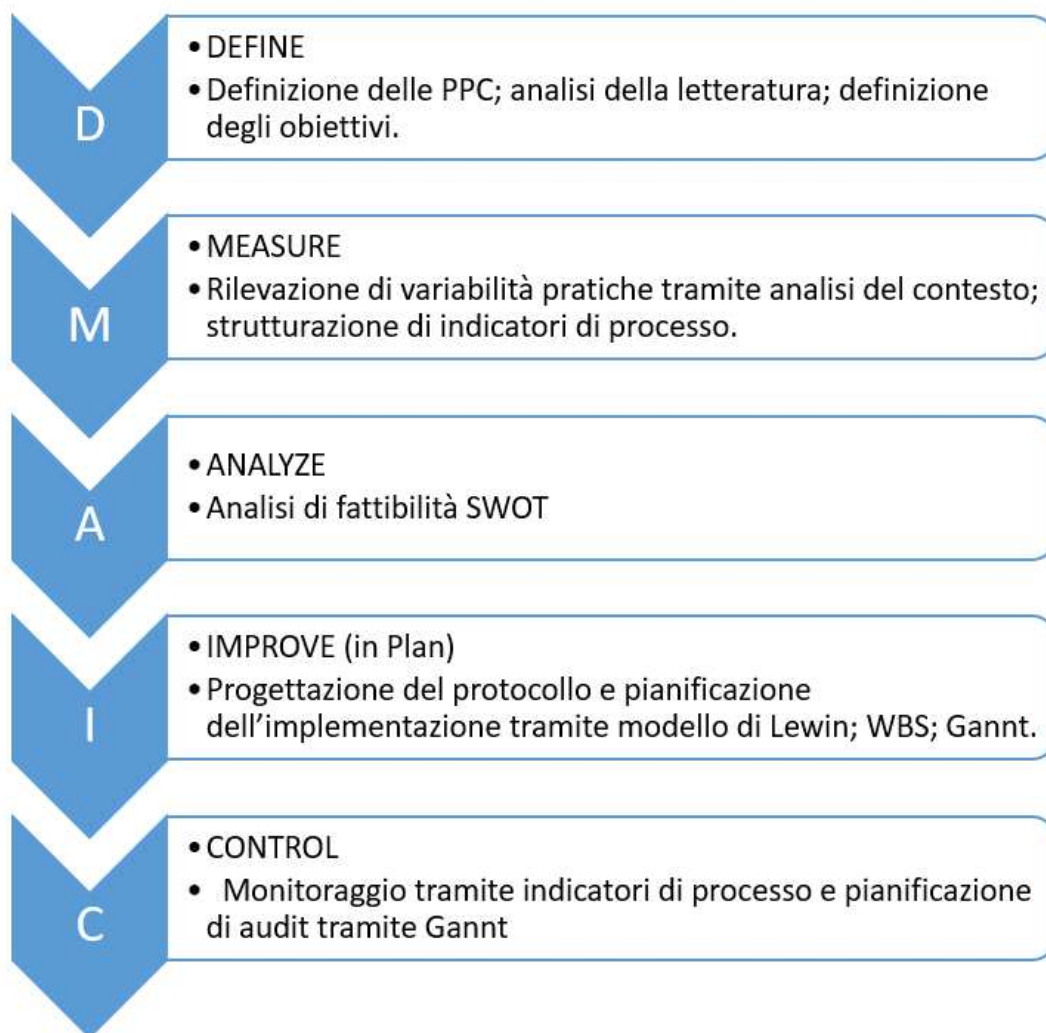 D
• DEFINE
• Definizione delle PPC; analisi della letteratura; definizione
degli obiettivi.
M
• MEASURE
• Rilevazione di variabilità pratiche tramite analisi del contesto;
strutturazione di indicatori di processo.
A
• ANALYZE
• Analisi di fattibilità SWOT
I
• IMPROVE (in Plan)
• Progettazione del protocollo e pianificazione
dell’implementazione tramite modello di Lewin; WBS; Gannt.
C
• CONTROL
• Monitoraggio tramite indicatori di processo e pianificazione
di audit tramite Gannt